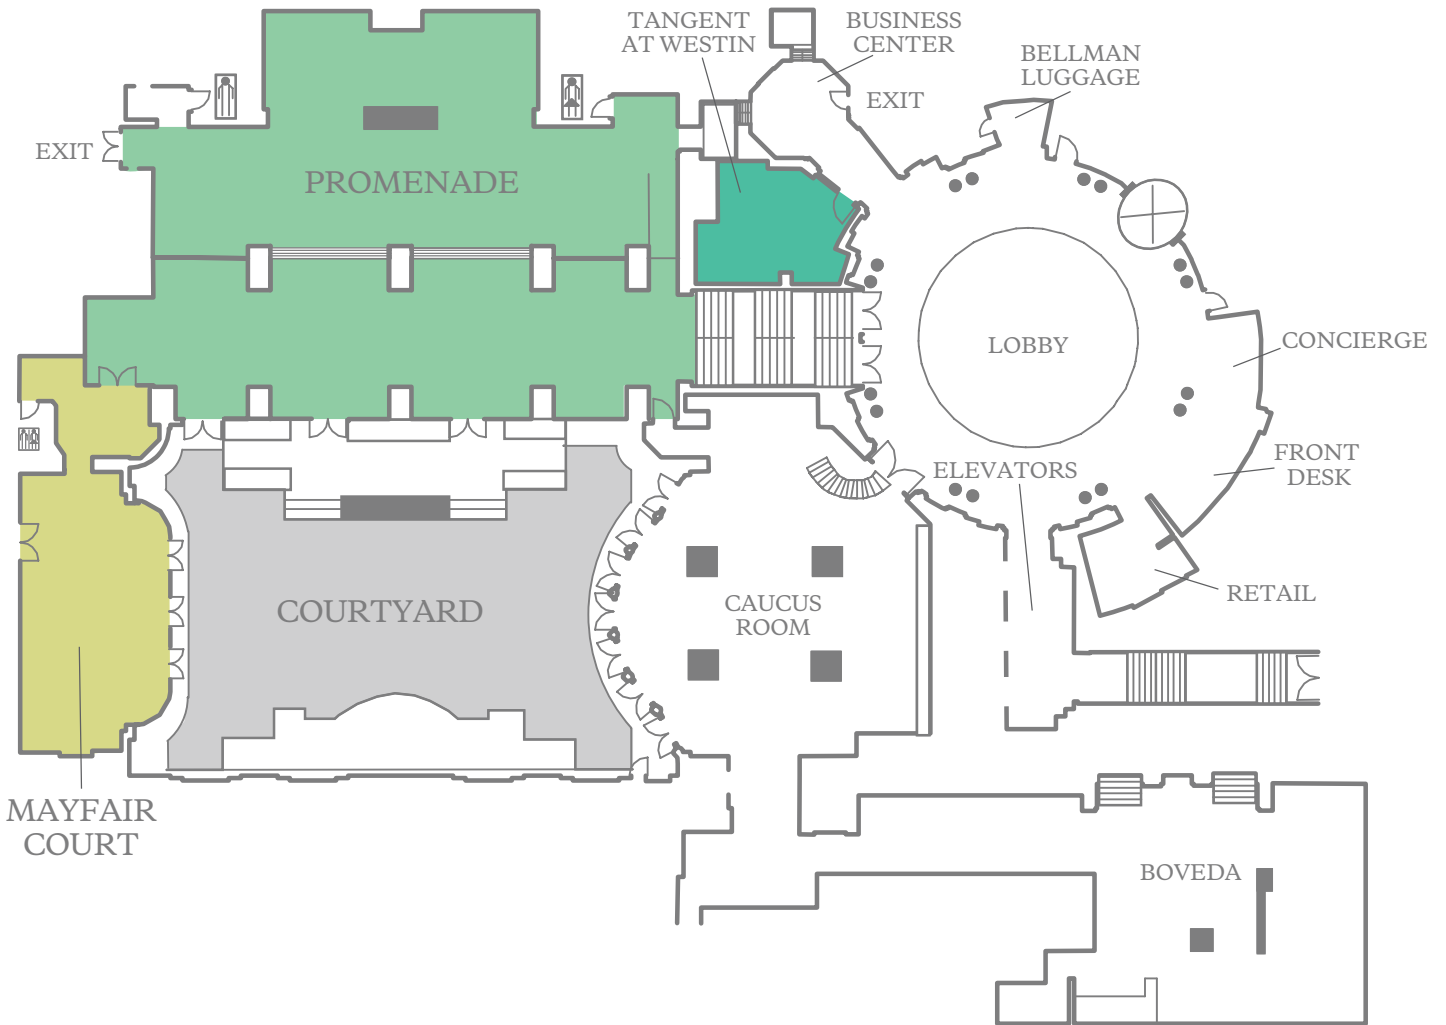 TANGENT
AT WESTIN
BUSINESS
CENTER
BELLMAN
LUGGAGE
EXIT
EXIT
PROMENADE
LOBBY
CONCIERGE
ELEVATORS
FRONT
DESK
RETAIL
COURTYARD
CAUCUS
ROOM
MAYFAIR
COURT
BOVEDA